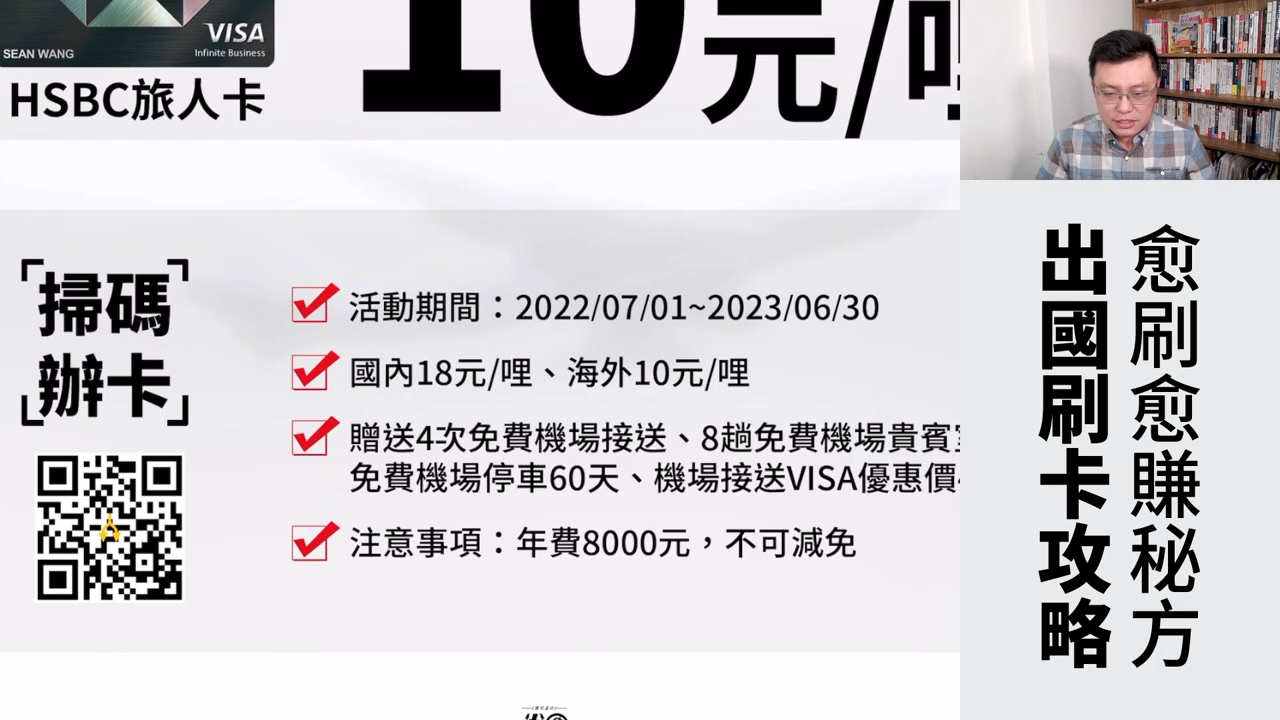 VISA
Infinite Business
SEAN WANG
HSBC旅人卡
10元/哩
掃碼
辦卡
活動期間：2022/07/01~2023/06/30
國內18元/哩、海外10元/哩
贈送4次免費機場接送、8趟免費機場貴賓室
免費機場停車60天、機場接送VISA優惠價
注意事項：年費8000元，不可減免
愈刷愈賺秘方
出國刷卡攻略